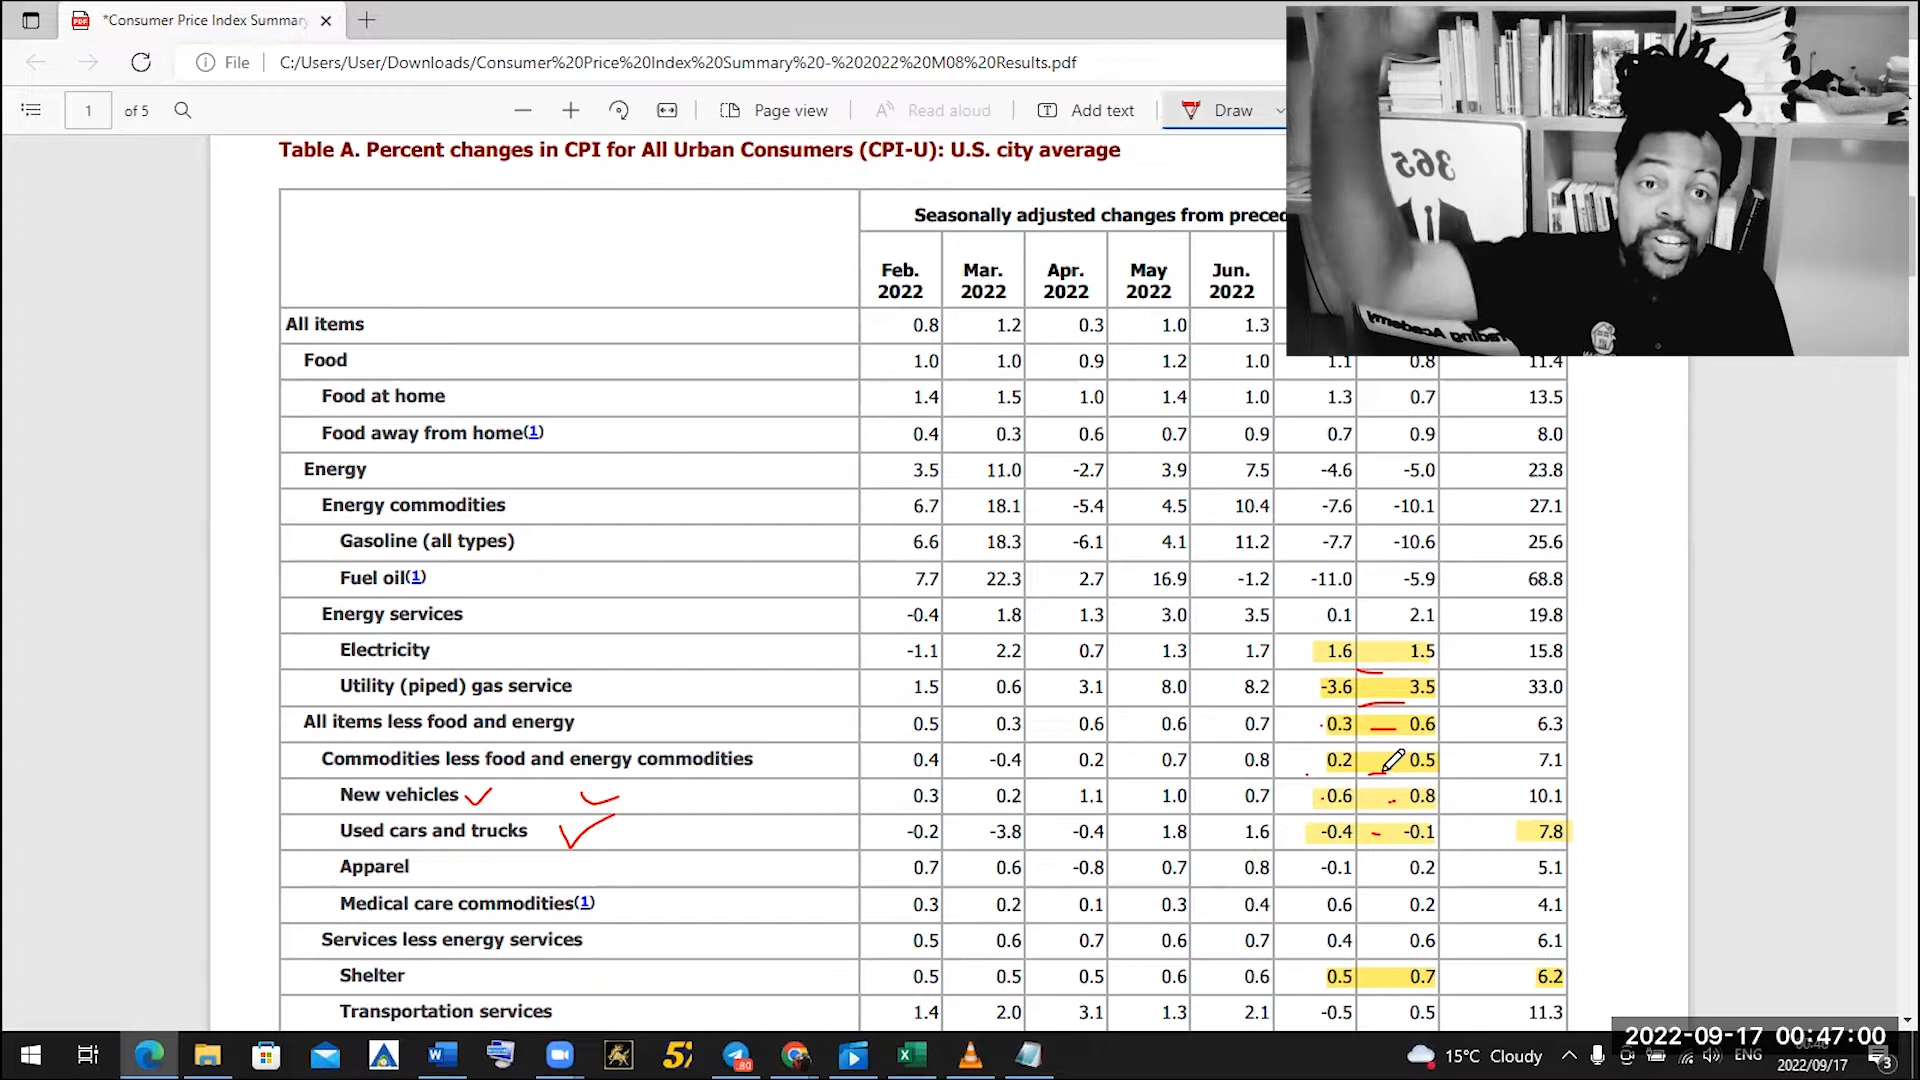 *Consumer Price Index Summar
File
C:/Users/User/Downloads/Consumer%20Price%20Index%20Summary%20-%202022%20M08%20Results.pdf
1 of 5
Page view
Read aloud
Add text
Draw
365
Table A. Percent changes in CPI for All Urban Consumers (CPI-U): U.S. city average
Seasonally adjusted changes from preced
Feb. 2022 Mar. 2022 Apr. 2022 May 2022 Jun. 2022
All items 0.8 1.2 0.3 1.0 1.3
Food 1.0 1.0 0.9 1.2 1.0 1.1 0.8 11.4
Food at home 1.4 1.5 1.0 1.4 1.0 1.3 0.7 13.5
Food away from home(1) 0.4 0.3 0.6 0.7 0.9 0.7 0.9 8.0
Energy 3.5 11.0 -2.7 3.9 7.5 -4.6 -5.0 23.8
Energy commodities 6.7 18.1 -5.4 4.5 10.4 -7.6 -10.1 27.1
Gasoline (all types) 6.6 18.3 -6.1 4.1 11.2 -7.7 -10.6 25.6
Fuel oil(1) 7.7 22.3 2.7 16.9 -1.2 -11.0 -5.9 68.8
Energy services -0.4 1.8 1.3 3.0 3.5 0.1 2.1 19.8
Electricity -1.1 2.2 0.7 1.3 1.7 1.6 1.5 15.8
Utility (piped) gas service 1.5 0.6 3.1 8.0 8.2 -3.6 3.5 33.0
All items less food and energy 0.5 0.3 0.6 0.6 0.7 0.3 0.6 6.3
Commodities less food and energy commodities 0.4 -0.4 0.2 0.7 0.8 0.2 0.5 7.1
New vehicles 0.3 0.2 1.1 1.0 0.7 0.6 0.8 10.1
Used cars and trucks -0.2 -3.8 -0.4 1.8 1.6 -0.4 -0.1 7.8
Apparel 0.7 0.6 -0.8 0.7 0.8 -0.1 0.2 5.1
Medical care commodities(1) 0.3 0.2 0.1 0.3 0.4 0.6 0.2 4.1
Services less energy services 0.5 0.6 0.7 0.6 0.7 0.4 0.6 6.1
Shelter 0.5 0.5 0.5 0.6 0.6 0.5 0.7 6.2
Transportation services 1.4 2.0 3.1 1.3 2.1 -0.5 0.5 11.3
2022-09-17 00:47:00
15°C Cloudy
ENG
2022/09/17
3